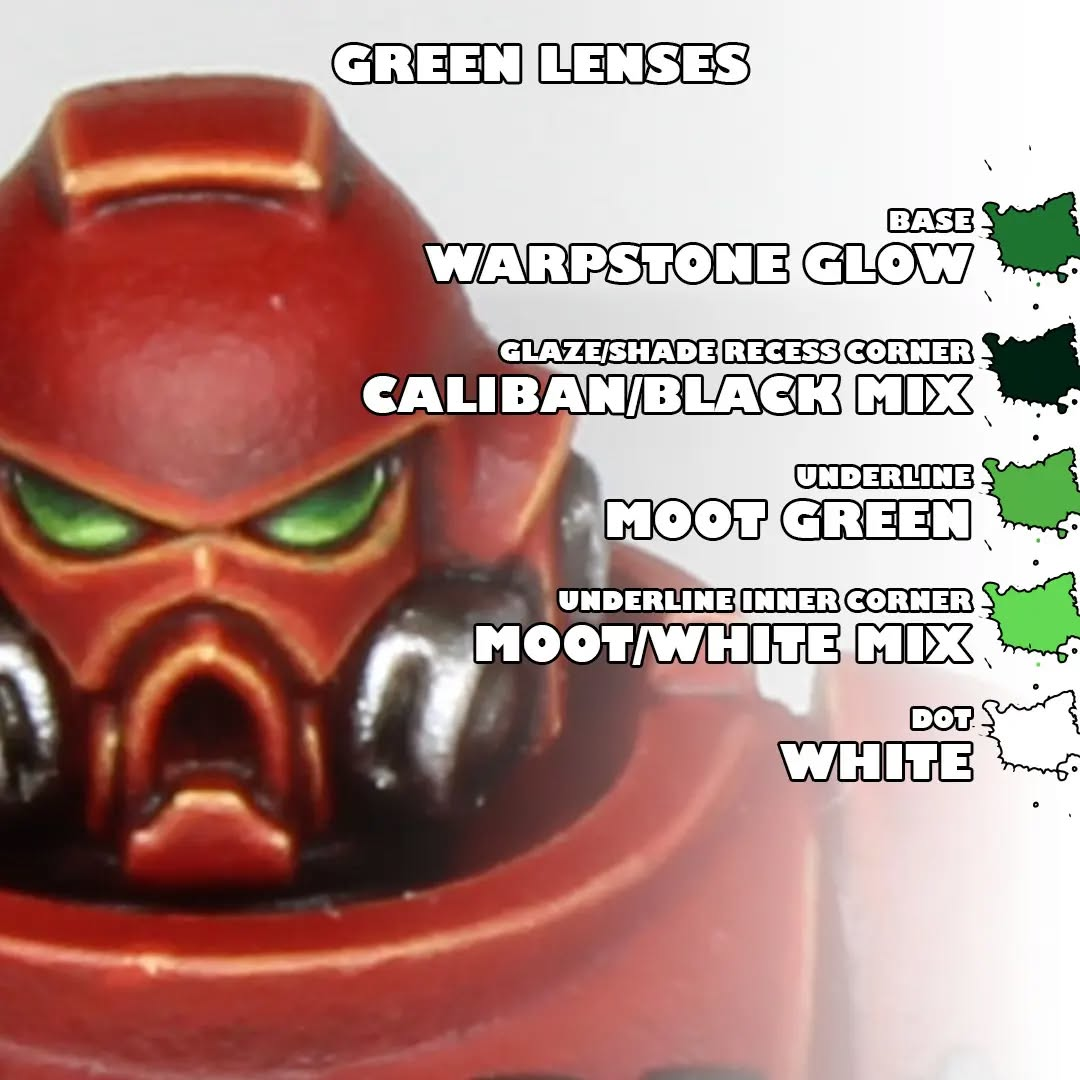 GREEN LENSES
BASE
WARPSTONE GLOW
GLAZE/SHADE RECESS CORNER
CALIBAN/BLACK MIX
UNDERLINE
MOOT GREEN
UNDERLINE INNER CORNER
MOOT/WHITE MIX
DOT
WHITE